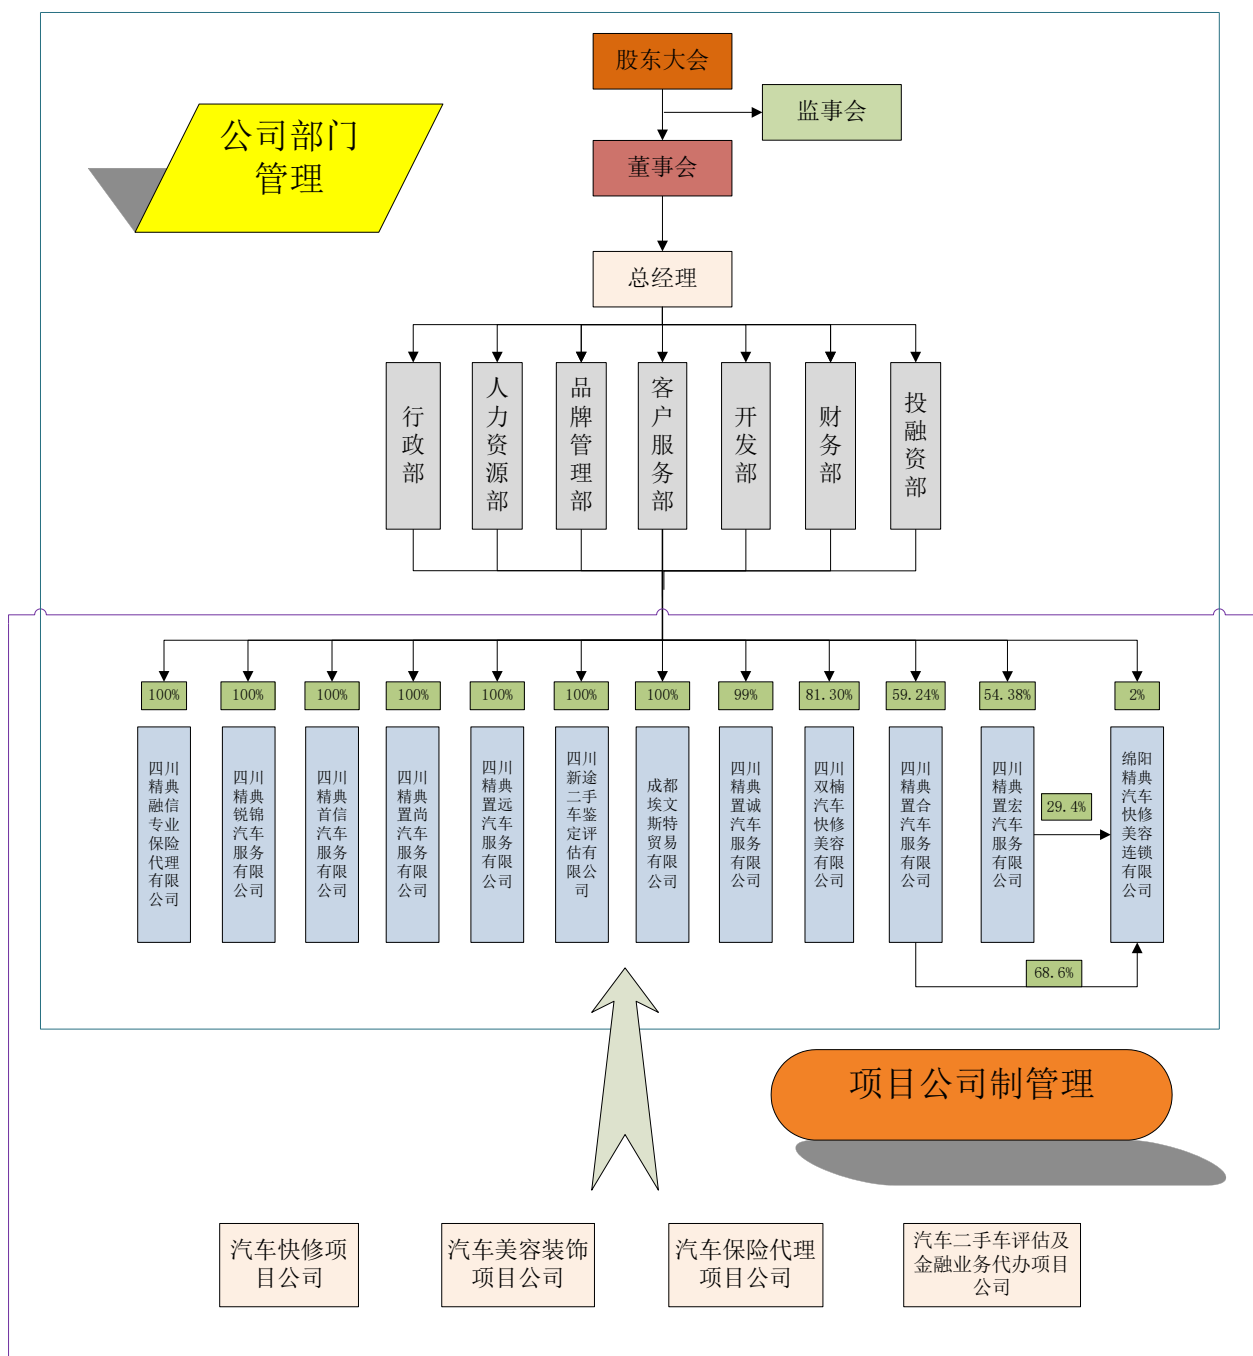 股东大会
监事会
公司部门
管理
董事会
总经理
行政部
人力资源部
品牌管理部
客户服务部
开发部
财务部
投融资部
100%
100%
100%
100%
100%
100%
100%
99%
81.30%
59.24%
54.38%
2%
四川
精典
融信
专业
保险
代理
有限
公司
四川
精典
锐锦
汽车
服务
有限
公司
四川
精典
首信
汽车
服务
有限
公司
四川
精典
置尚
汽车
服务
有限
公司
四川
精典
置远
汽车
服务
有限
公司
四川
新途
二手
车鉴
定评
估有
限公
司
成都
埃文
斯特
贸易
有限
公司
四川
精典
置诚
汽车
服务
有限
公司
四川
双楠
汽车
快修
美容
有限
公司
四川
精典
置合
汽车
服务
有限
公司
四川
精典
置宏
汽车
服务
有限
公司
绵阳
精典
汽车
快修
美容
连锁
有限
公司
29.4%
68.6%
项目公司制管理
汽车快修项
目公司
汽车美容装饰
项目公司
汽车保险代理
项目公司
汽车二手车评估及
金融业务代办项目
公司